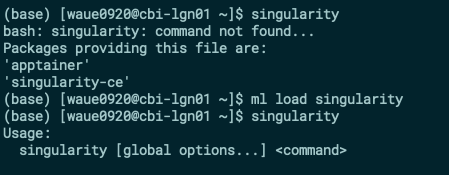 (base) [waue0920@cbi-lgn01 ~]$ singularity
bash: singularity: command not found...
Packages providing this file are:
'apptainer'
'singularity-ce'
(base) [waue0920@cbi-lgn01 ~]$ ml load singularity
(base) [waue0920@cbi-lgn01 ~]$ singularity
Usage:
  singularity [global options...] <command>